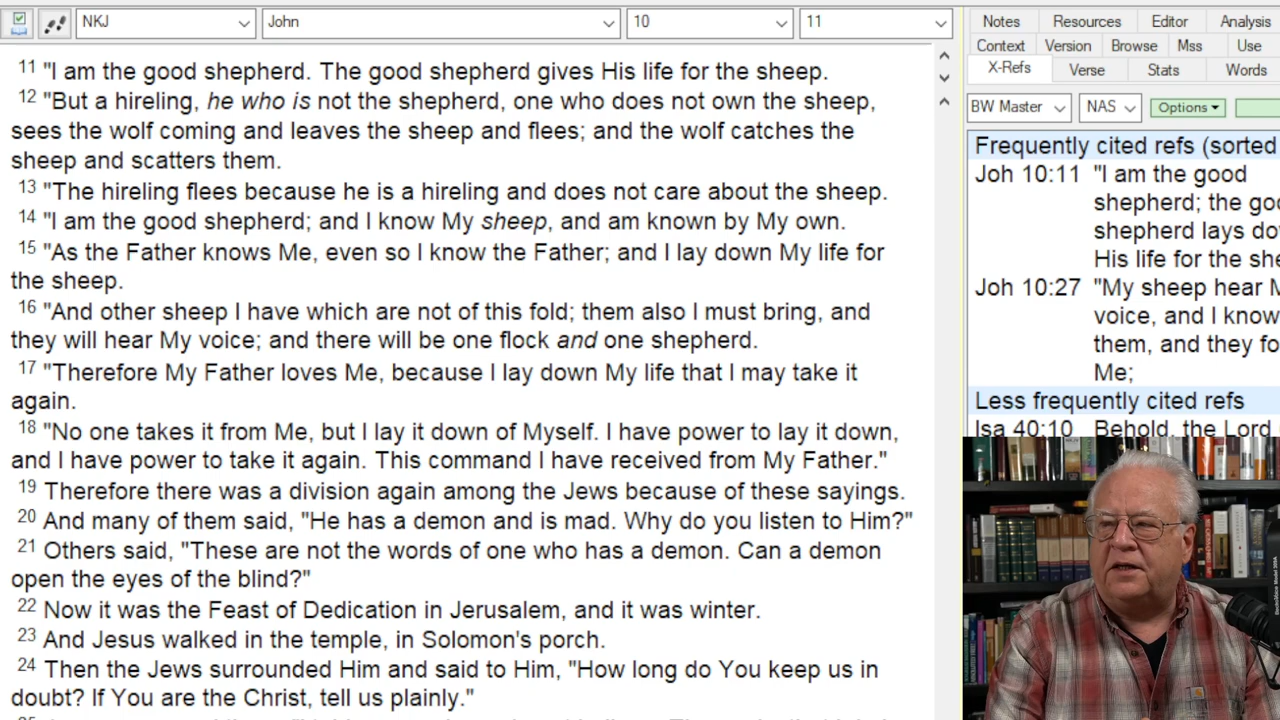 NKJ John 10 11
11 "I am the good shepherd. The good shepherd gives His life for the sheep.
12 "But a hireling, he who is not the shepherd, one who does not own the sheep,
sees the wolf coming and leaves the sheep and flees; and the wolf catches the
sheep and scatters them.
13 "The hireling flees because he is a hireling and does not care about the sheep.
14 "I am the good shepherd; and I know My sheep, and am known by My own.
15 "As the Father knows Me, even so I know the Father; and I lay down My life for
the sheep.
16 "And other sheep I have which are not of this fold; them also I must bring, and
they will hear My voice; and there will be one flock and one shepherd.
17 "Therefore My Father loves Me, because I lay down My life that I may take it
again.
18 "No one takes it from Me, but I lay it down of Myself. I have power to lay it down,
and I have power to take it again. This command I have received from My Father."
19 Therefore there was a division again among the Jews because of these sayings.
20 And many of them said, "He has a demon and is mad. Why do you listen to Him?"
21 Others said, "These are not the words of one who has a demon. Can a demon
open the eyes of the blind?"
22 Now it was the Feast of Dedication in Jerusalem, and it was winter.
23 And Jesus walked in the temple, in Solomon's porch.
24 Then the Jews surrounded Him and said to Him, "How long do You keep us in
doubt? If You are the Christ, tell us plainly."
Notes Resources Editor Analysis
Context Version Browse Mss Use
X-Refs Verse Stats Words
BW Master NAS Options
Frequently cited refs (sorted
Joh 10:11 "I am the good
shepherd; the goo
shepherd lays do
His life for the she
Joh 10:27 "My sheep hear M
voice, and I know
them, and they fo
Me;
Less frequently cited refs
Isa 40:10 Behold, the Lord